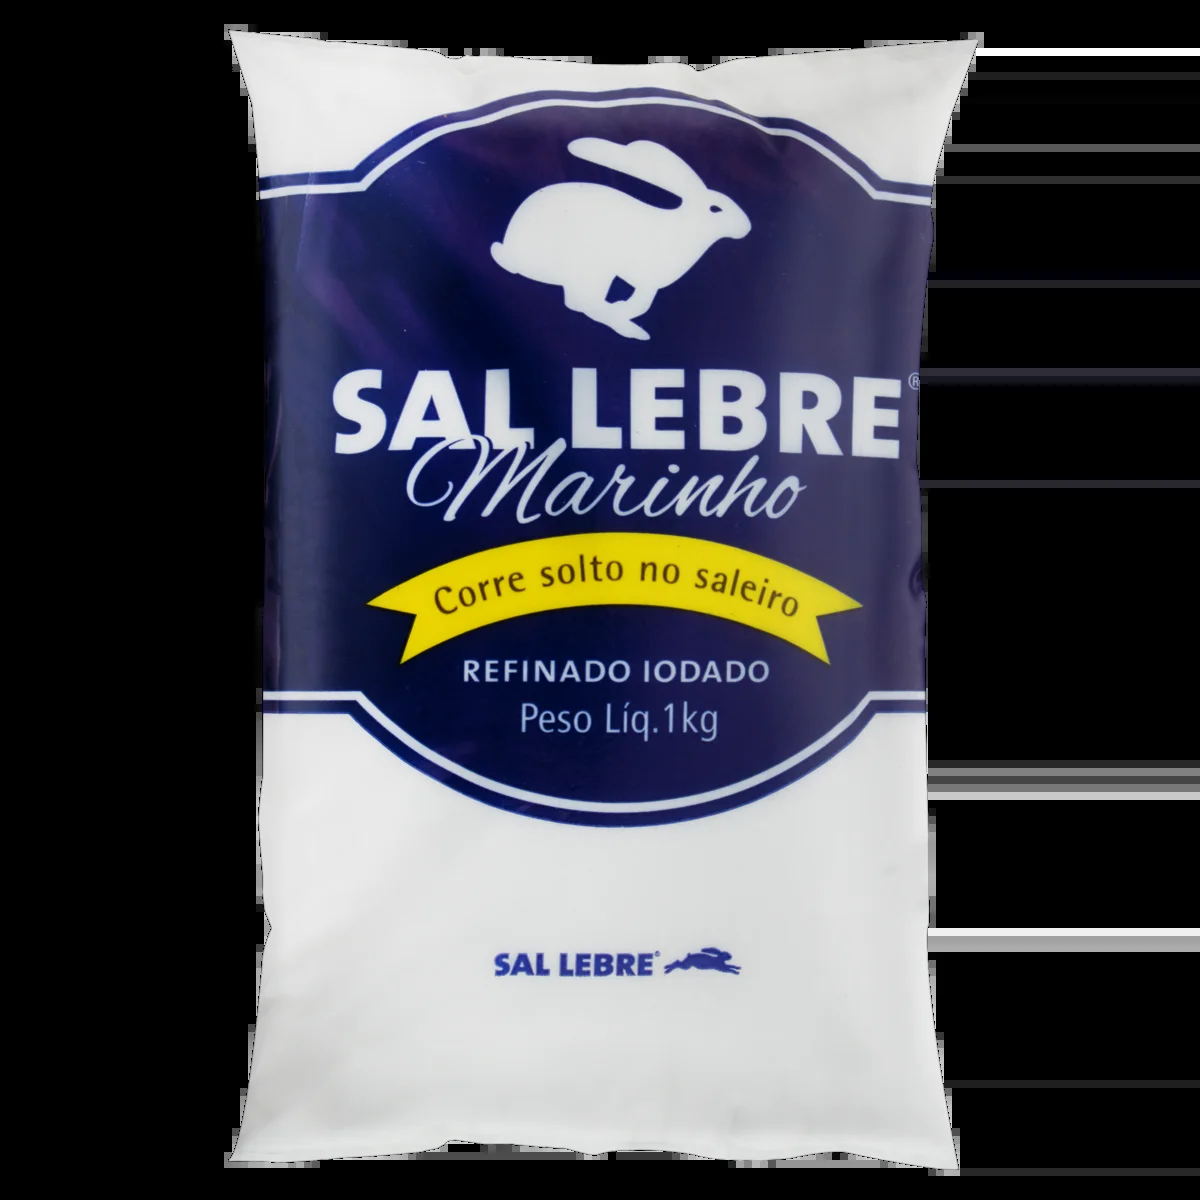 SAL LEBRE®
Marinho
Corre solto no saleiro
REFINADO IODADO
Peso Líq.1kg
SAL LEBRE®